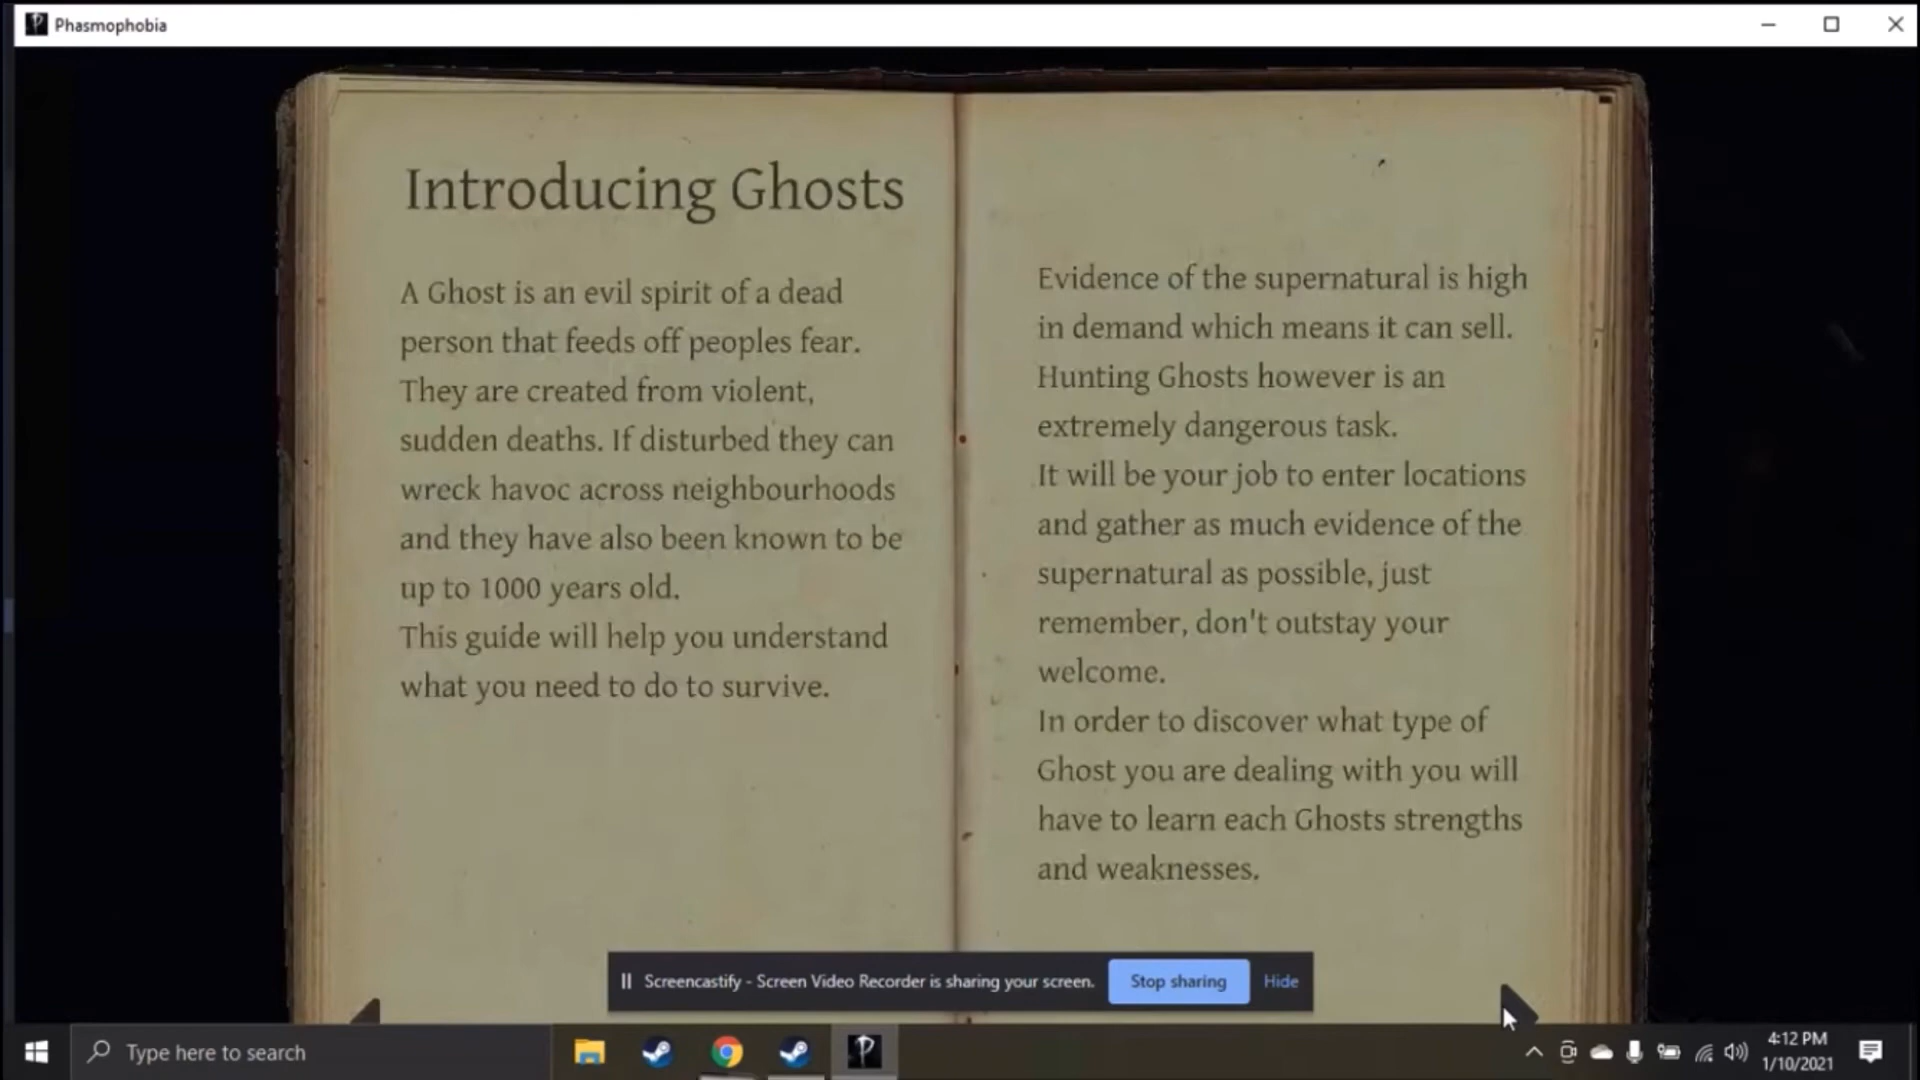 Phasmophobia
Introducing Ghosts
A Ghost is an evil spirit of a dead
person that feeds off peoples fear.
They are created from violent,
sudden deaths. If disturbed they can
wreck havoc across neighbourhoods
and they have also been known to be
up to 1000 years old.
This guide will help you understand
what you need to do to survive.
Evidence of the supernatural is high
in demand which means it can sell.
Hunting Ghosts however is an
extremely dangerous task.
It will be your job to enter locations
and gather as much evidence of the
supernatural as possible, just
remember, don't outstay your
welcome.
In order to discover what type of
Ghost you are dealing with you will
have to learn each Ghosts strengths
and weaknesses.
Screencastify - Screen Video Recorder is sharing your screen. Stop sharing Hide
Type here to search
4:12 PM
1/10/2021